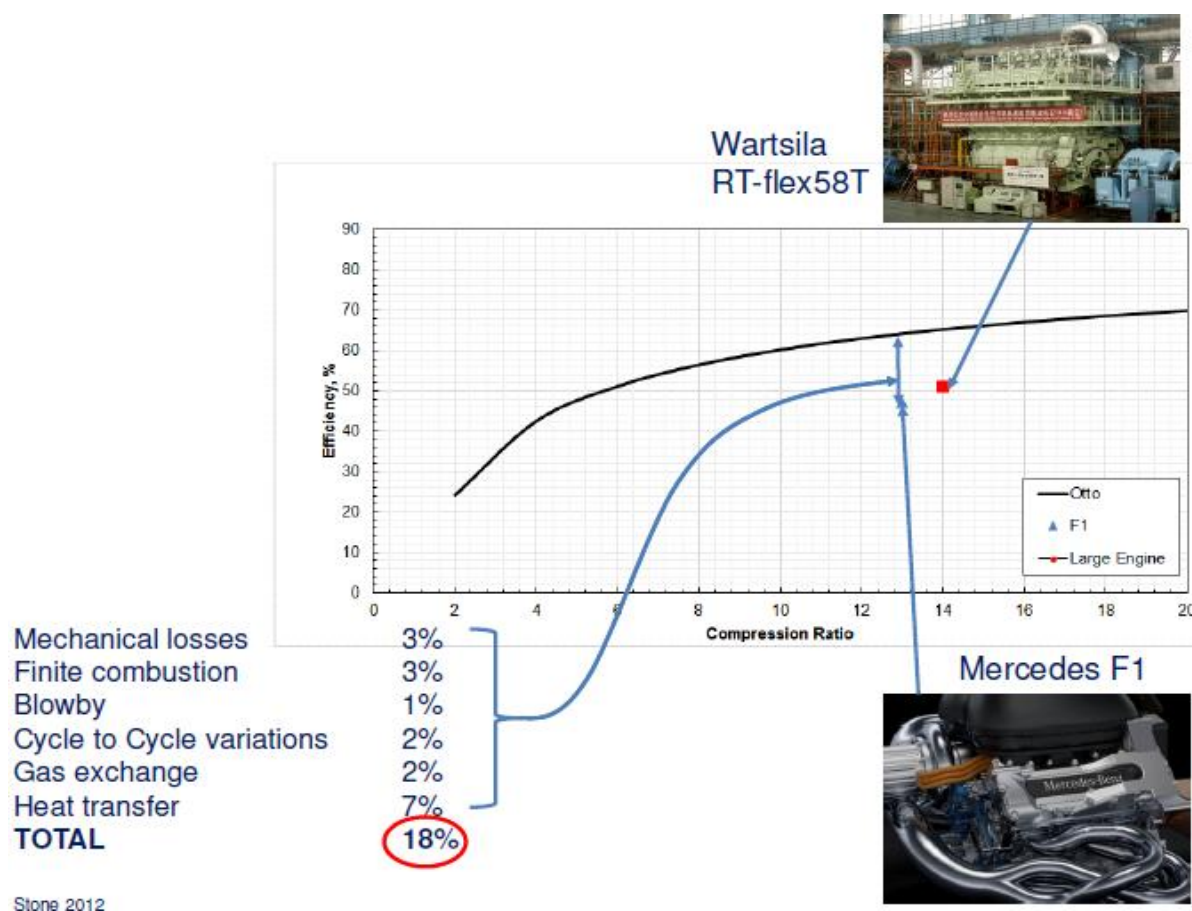 Wartsila
RT-flex58T
90
80
70
60
50
40
30
20
10
0
Efficiency, %
0 2 4 6 8 10 12 14 16 18 20
Compression Ratio
Otto
F1
Large Engine
Mechanical losses 3%
Finite combustion 3%
Blowby 1%
Cycle to Cycle variations 2%
Gas exchange 2%
Heat transfer 7%
TOTAL 18%
Mercedes F1
Mercedes-Benz
Stone 2012